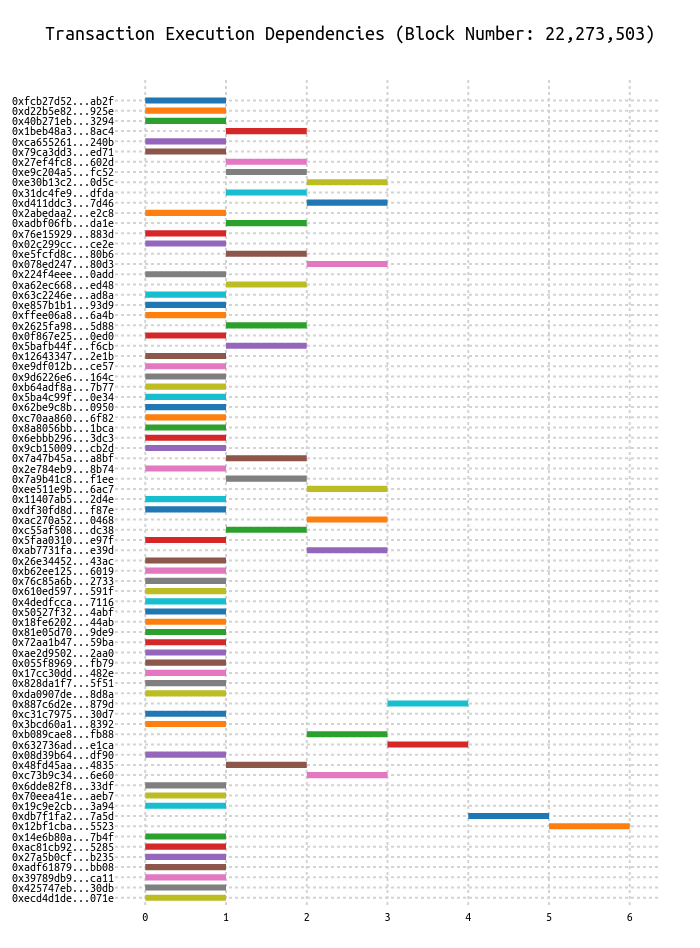 Transaction Execution Dependencies (Block Number: 22,273,503)
0xfcb27d52...ab2f
0xd22b5e82...925e
0x40b271eb...3294
0x1beb48a3...8ac4
0xca655261...240b
0x79ca3dd3...ed71
0x27ef4fc8...602d
0xe9c204a5...fc52
0xe30b13c2...0d5c
0x31dc4fe9...dfda
0xd411ddc3...7d46
0x2abedaa2...e2c8
0xadbf06fb...da1e
0x76e15929...883d
0x02c299cc...ce2e
0xe5fcfd8c...80b6
0x078ed247...80d3
0x224f4eee...0add
0xa62ec668...ed48
0x63c2246e...ad8a
0xe857b1b1...93d9
0xffee06a8...6a4b
0x2625fa98...5d88
0x0f867e25...0ed0
0x5bafb44f...f6cb
0x12643347...2e1b
0xe9df012b...ce57
0x9d6226e6...164c
0xb64adf8a...7b77
0x5ba4c99f...0e34
0x62be9c8b...0950
0xc70aa860...6f82
0x8a8056bb...1bca
0x6ebbb296...3dc3
0x9cb15009...cb2d
0x7a47b45a...a8bf
0x2e784eb9...8b74
0x7a9b41c8...f1ee
0xee511e9b...6ac7
0x11407ab5...2d4e
0xdf30fd8d...f87e
0xac270a52...0468
0xc55af508...dc38
0x5faa0310...e97f
0xab7731fa...e39d
0x26e34452...43ac
0xb62ee125...6019
0x76c85a6b...2733
0x610ed597...591f
0x4dedfcca...7116
0x50527f32...4abf
0x18fe6202...44ab
0x81e05d70...9de9
0x72aa1b47...59ba
0xae2d9502...2aa0
0x055f8969...fb79
0x17cc30dd...482e
0x828da1f7...5f51
0xda0907de...8d8a
0x887c6d2e...879d
0xc31c7975...30d7
0x3bcd60a1...8392
0xb089cae8...fb88
0x632736ad...e1ca
0x08d39b64...df90
0x48fd45aa...4835
0xc73b9c34...6e60
0x6dde82f8...33df
0x70eea41e...aeb7
0x19c9e2cb...3a94
0xdb7f1fa2...7a5d
0x12bf1cba...5523
0x14e6b80a...7b4f
0xac81cb92...5285
0x27a5b0cf...b235
0xadf61879...bb08
0x39789db9...ca11
0x425747eb...30db
0xecd4d1de...071e
0 1 2 3 4 5 6